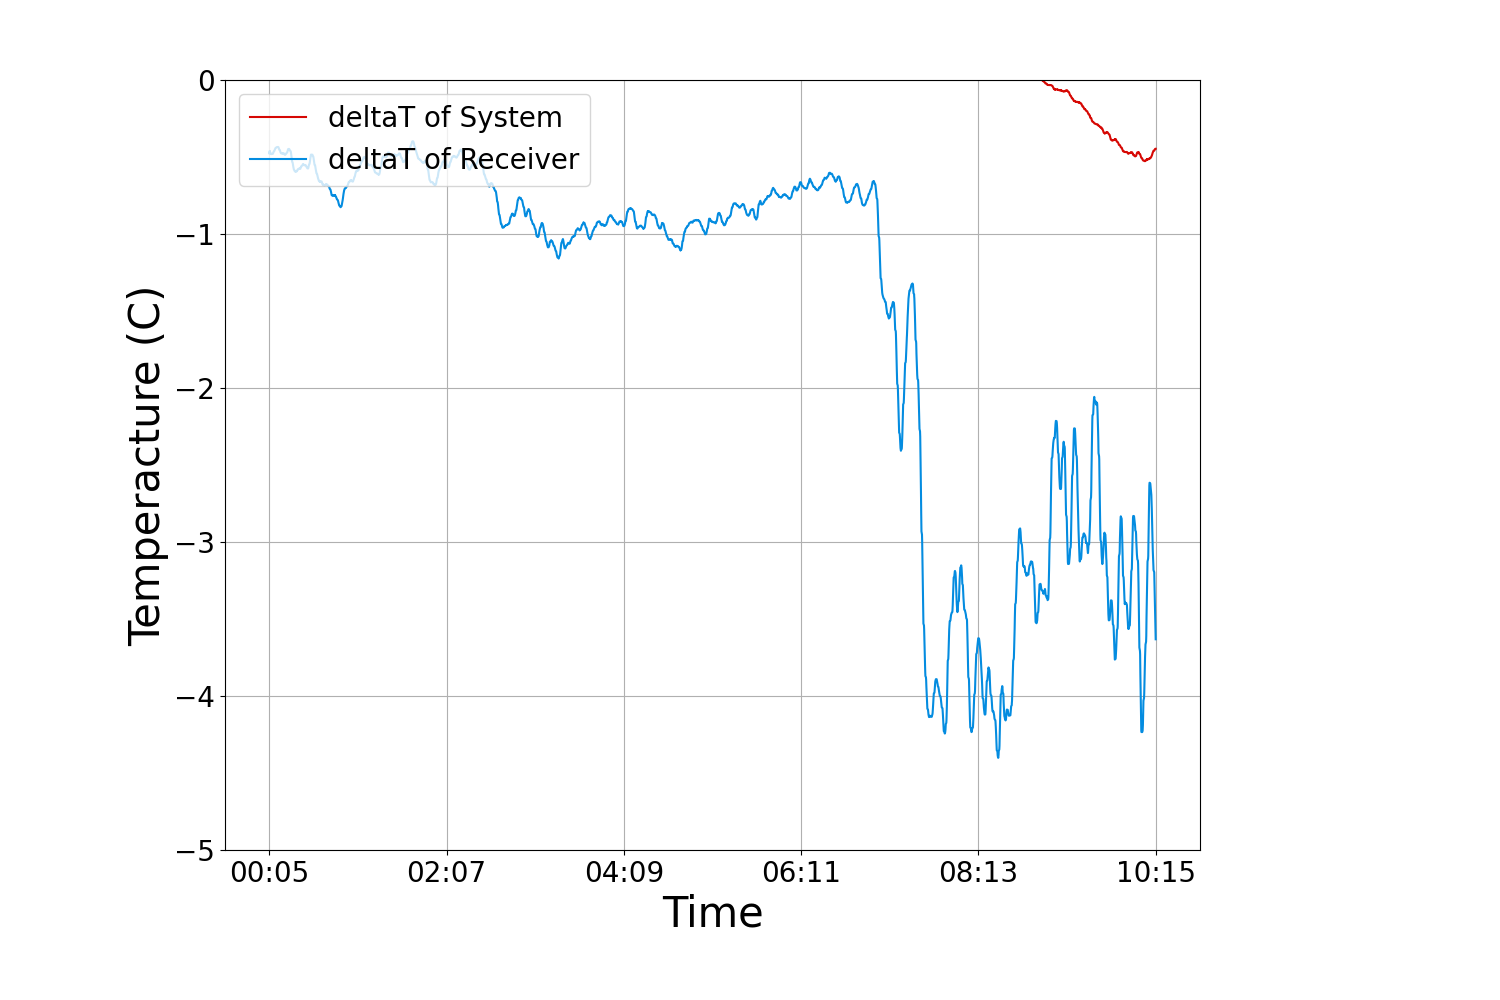 deltaT of System
deltaT of Receiver
0
−1
−2
−3
−4
−5
Temperacture (C)
00:05 02:07 04:09 06:11 08:13 10:15
Time